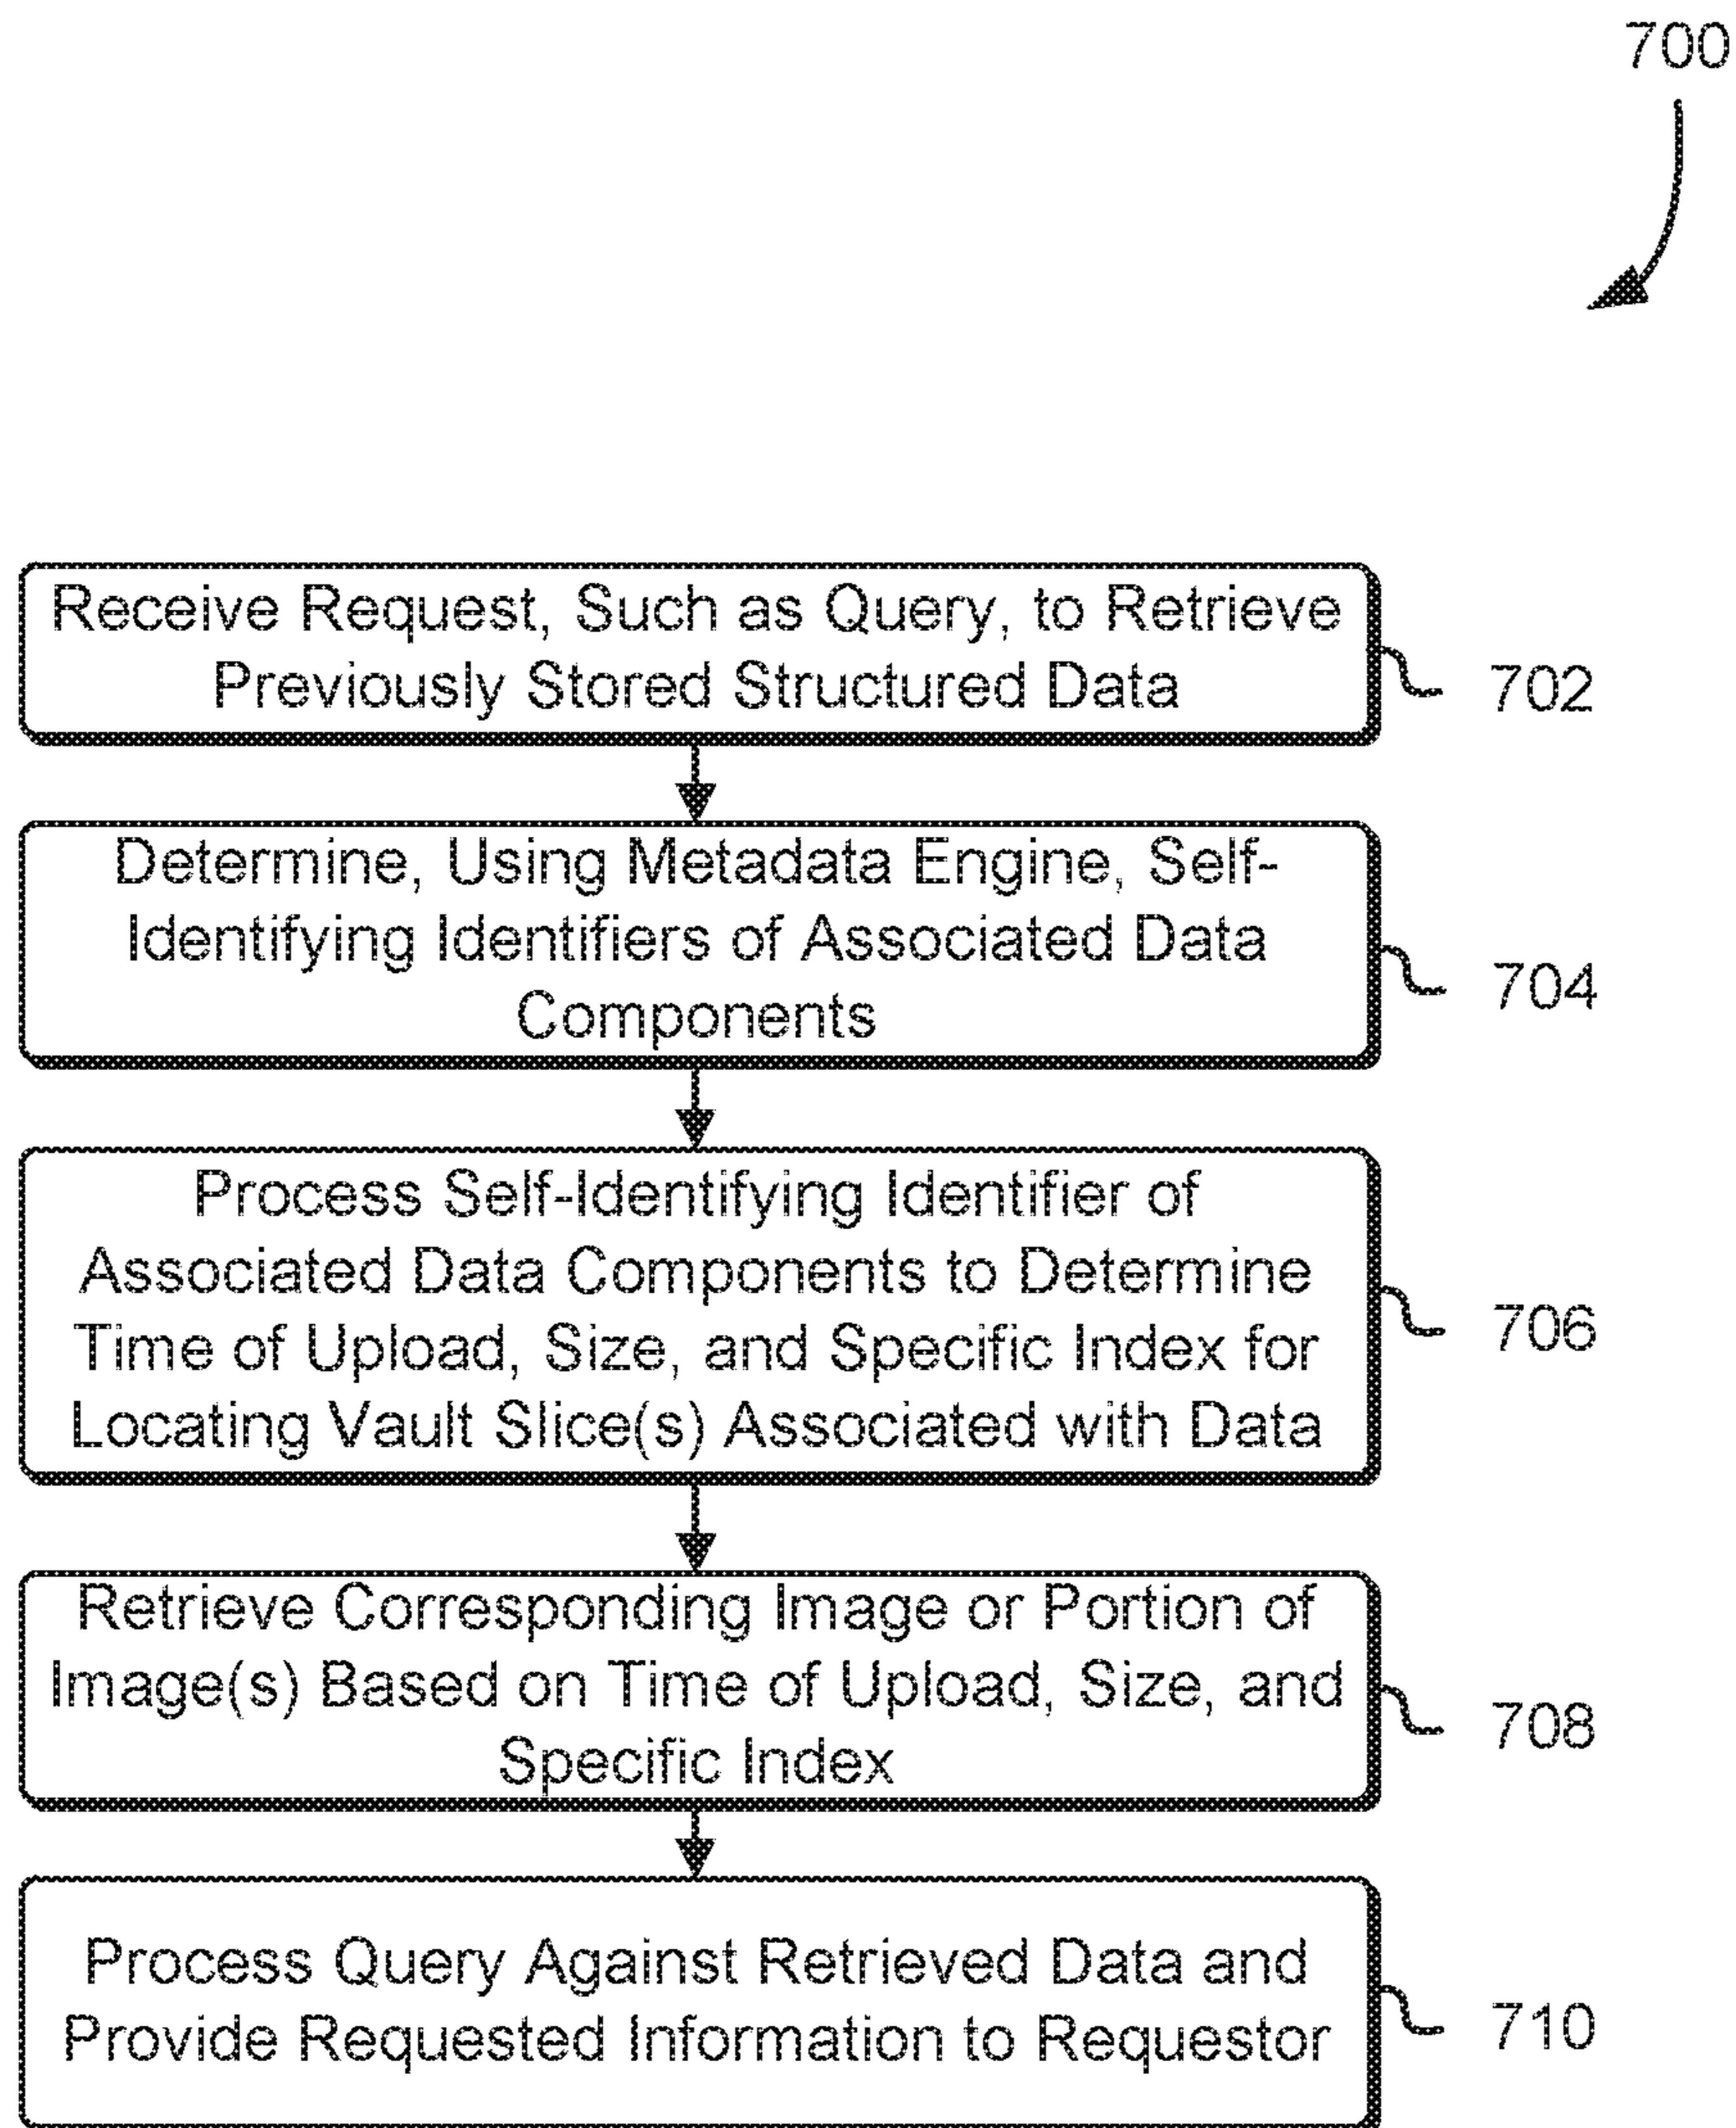 700
Receive Request, Such as Query, to Retrieve
Previously Stored Structured Data
702
Determine, Using Metadata Engine, Self-
Identifying Identifiers of Associated Data
Components
704
Process Self-Identifying Identifier of
Associated Data Components to Determine
Time of Upload, Size, and Specific Index for
Locating Vault Slice(s) Associated with Data
706
Retrieve Corresponding Image or Portion of
Image(s) Based on Time of Upload, Size, and
Specific Index
708
Process Query Against Retrieved Data and
Provide Requested Information to Requestor
710